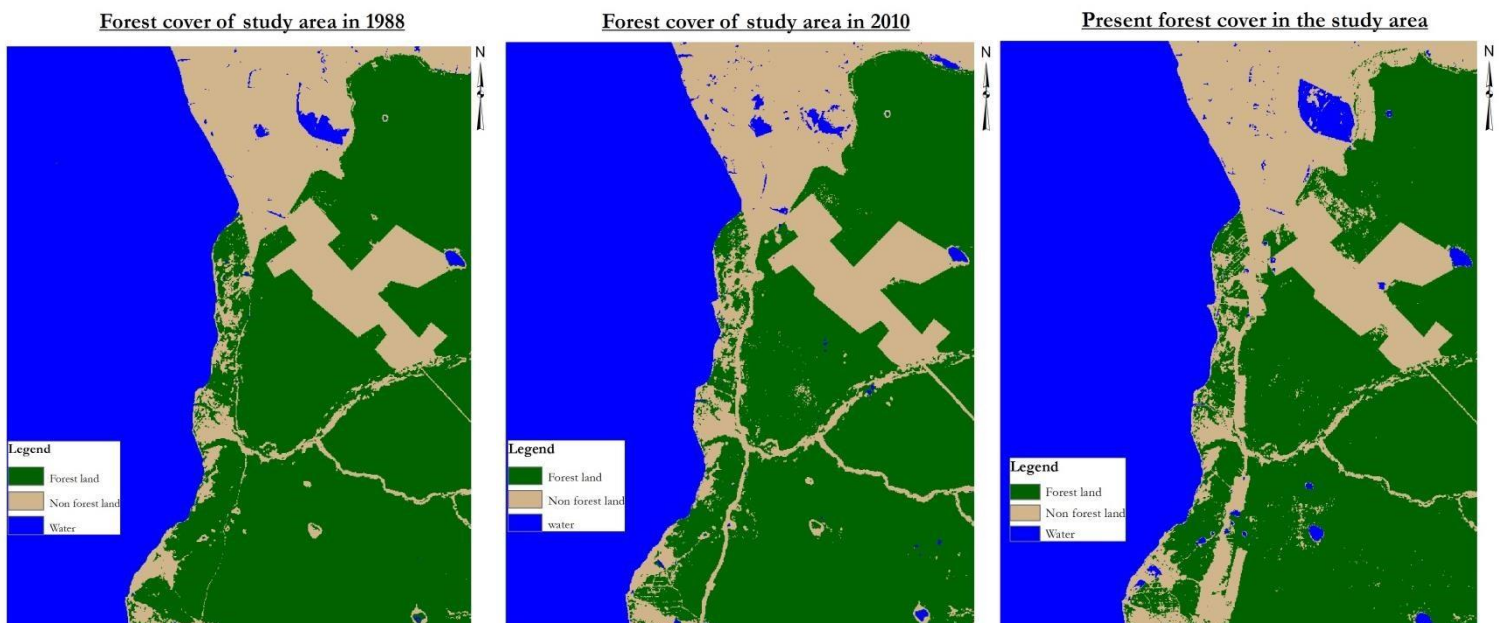 Forest cover of study area in 1988
N
Legend
Forest land
Non forest land
Water
Forest cover of study area in 2010
N
Legend
Forest land
Non forest land
water
Present forest cover in the study area
N
Legend
Forest land
Non forest land
Water